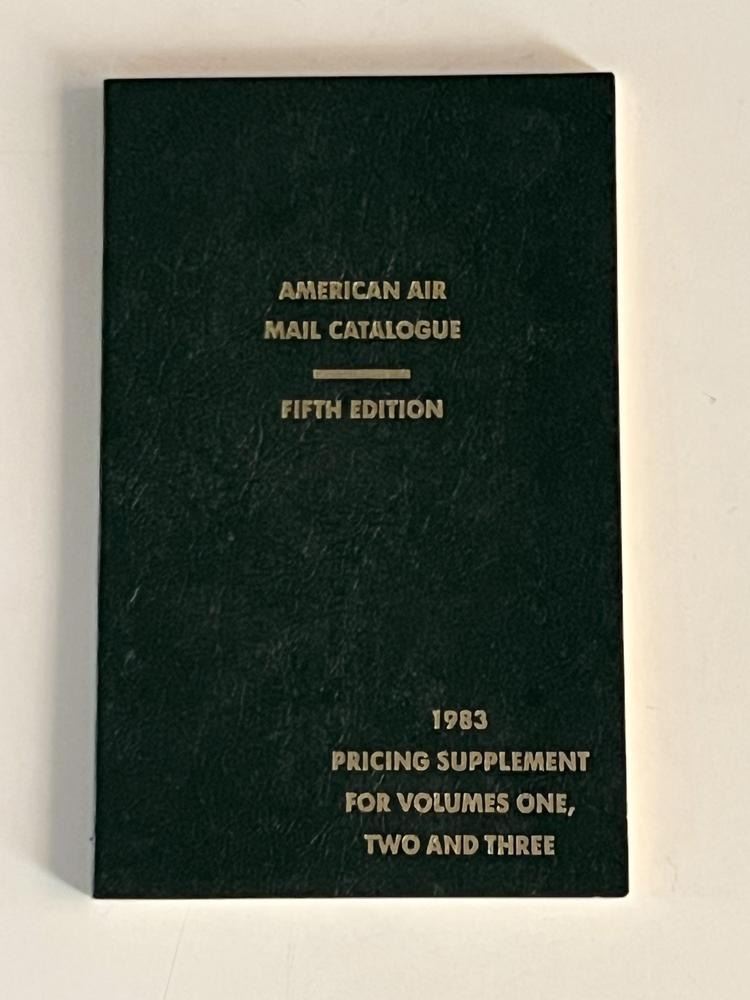 AMERICAN AIR
MAIL CATALOGUE
FIFTH EDITION
1983
PRICING SUPPLEMENT
FOR VOLUMES ONE,
TWO AND THREE